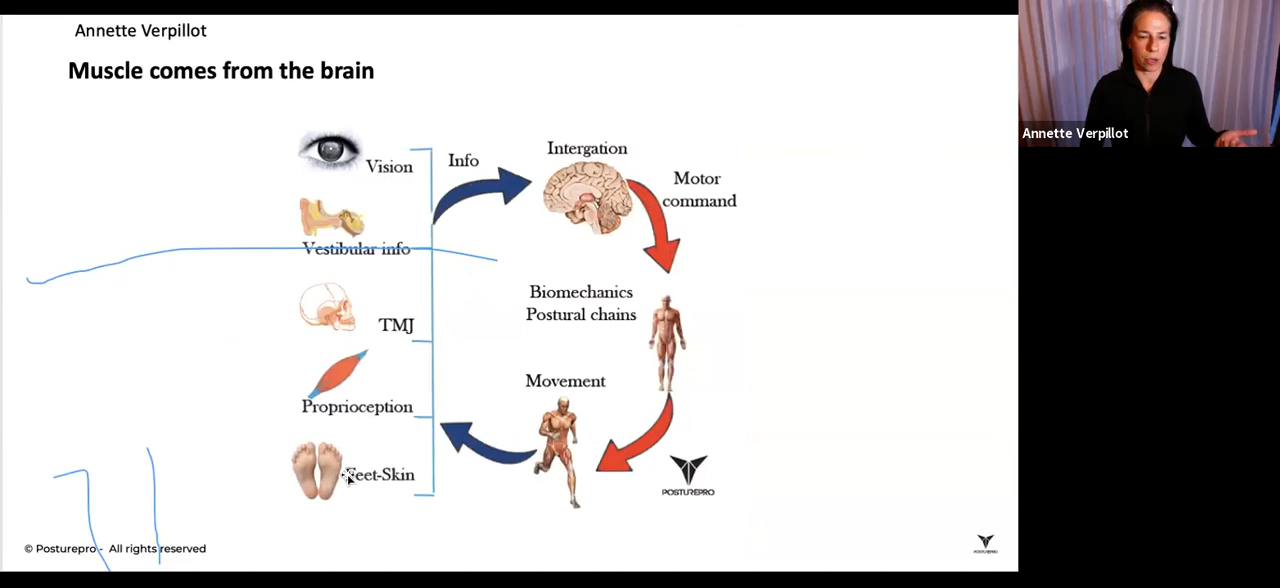 Annette Verpillot
Muscle comes from the brain
Annette Verpillot
Vision
Info
Intergation
Motor
command
Vestibular info
TMJ
Biomechanics
Postural chains
Proprioception
Movement
Feet-Skin
POSTUREPRO
© Posturepro - All rights reserved
POSTUREPRO